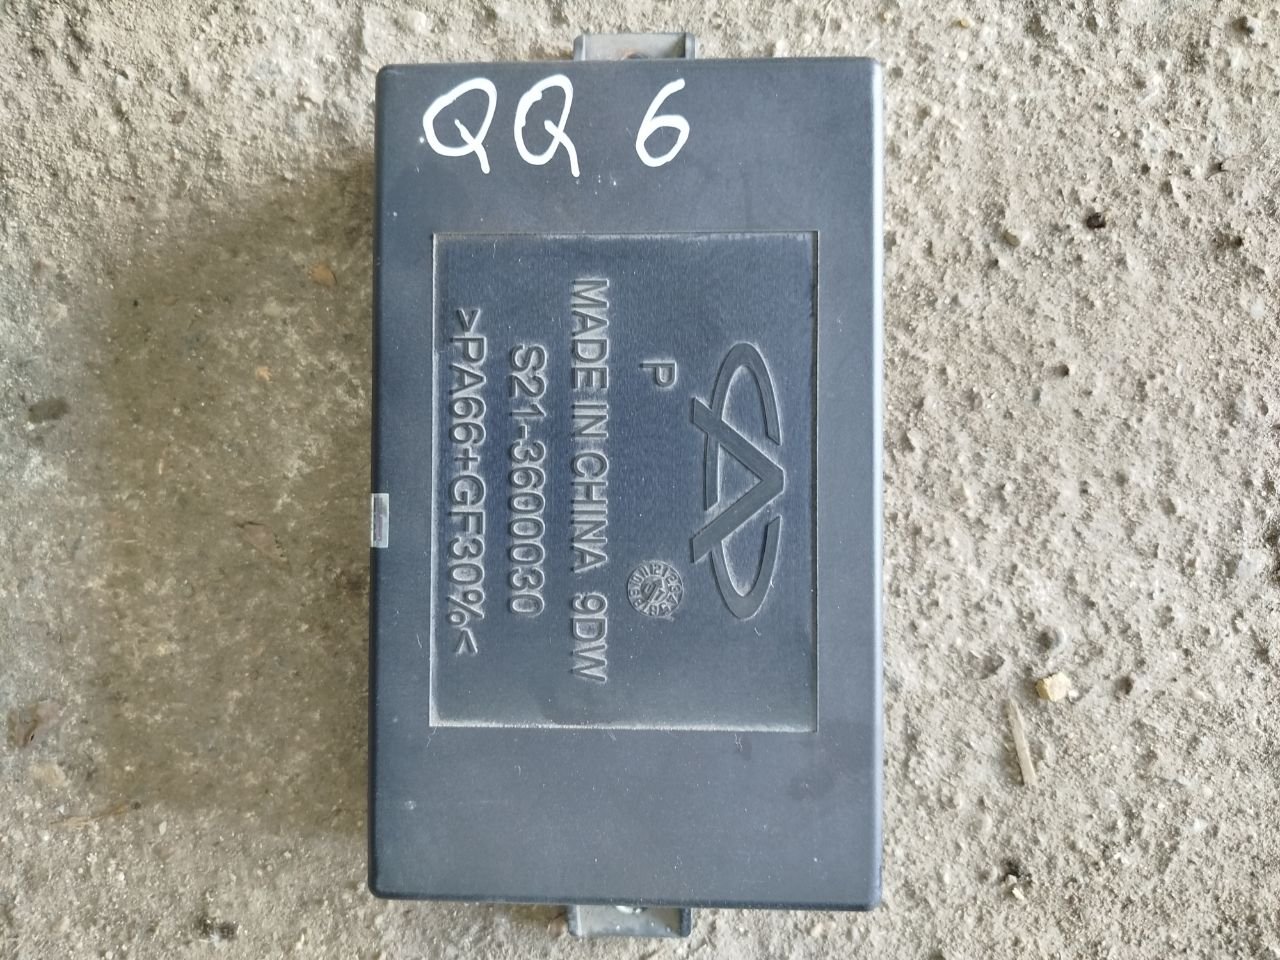 QQ 6
P
MADE IN CHINA 9DW
S21-3600030
>PA66+GF30%<